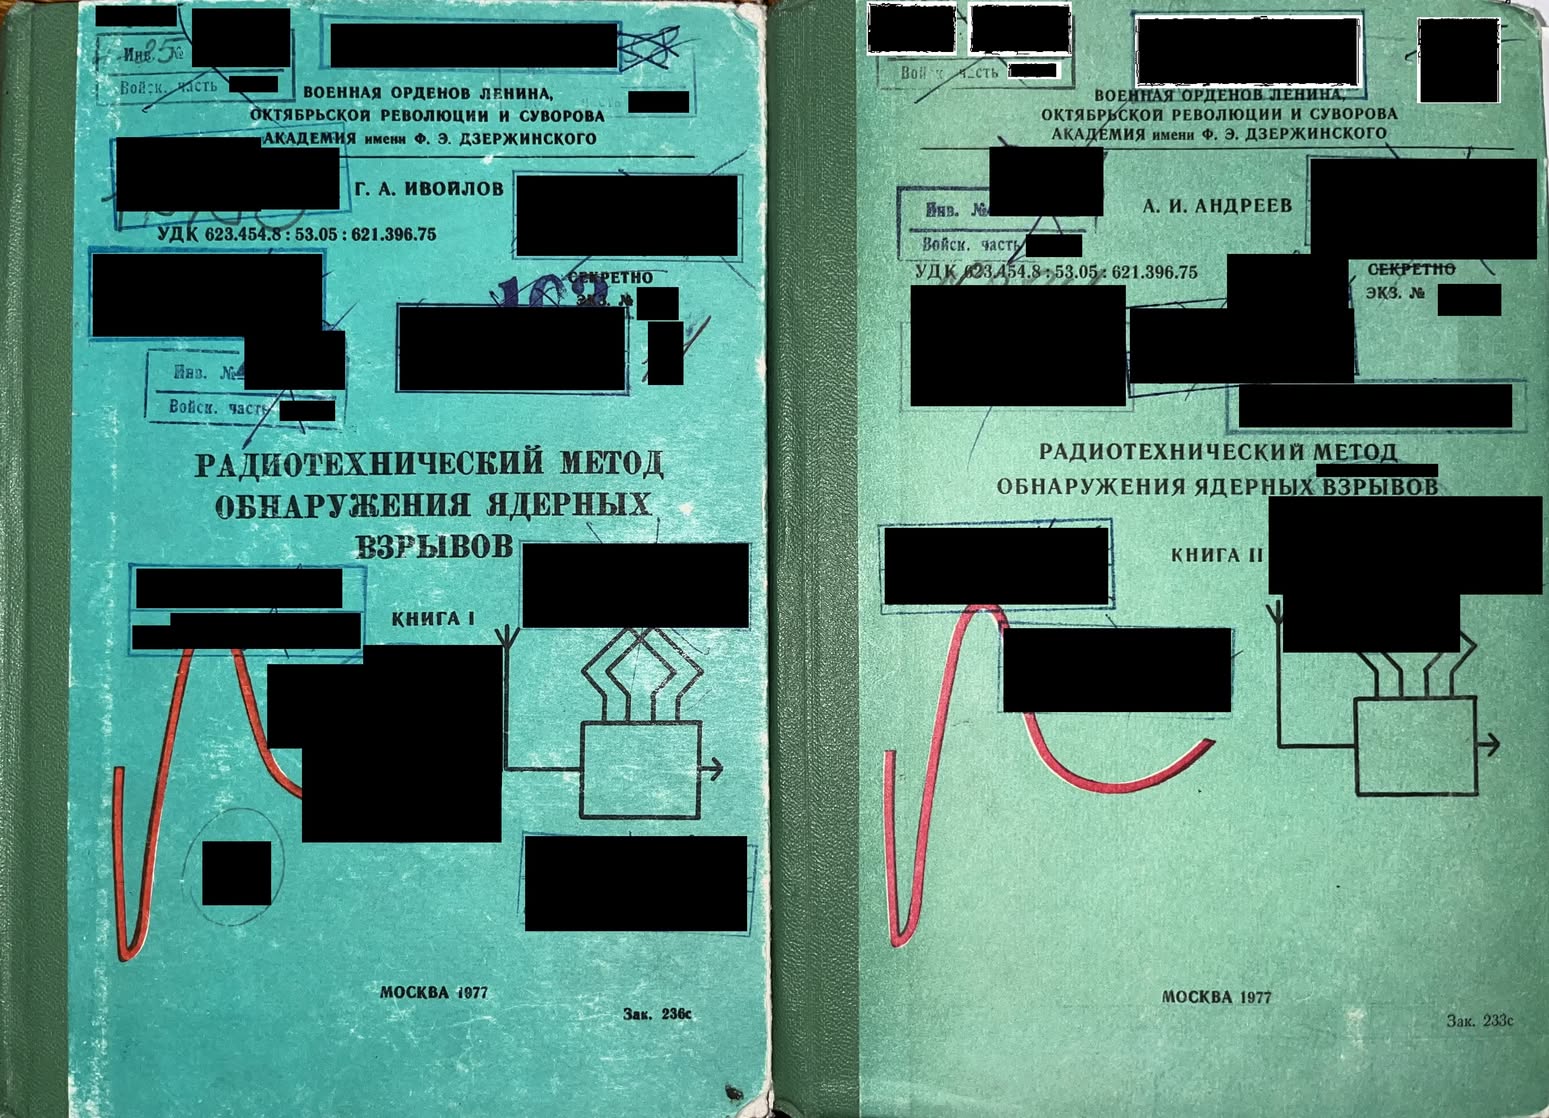 Инв. №
Войск. часть
ВОЕННАЯ ОРДЕНОВ ЛЕНИНА,
ОКТЯБРЬСКОЙ РЕВОЛЮЦИИ И СУВОРОВА
АКАДЕМИЯ имени Ф. Э. ДЗЕРЖИНСКОГО
Г. А. ИВОЙЛОВ
УДК 623.454.8 : 53.05 : 621.396.75
СЕКРЕТНО
ЭКЗ. №
Инв. №
Войск. часть
РАДИОТЕХНИЧЕСКИЙ МЕТОД
ОБНАРУЖЕНИЯ ЯДЕРНЫХ
ВЗРЫВОВ
КНИГА I
МОСКВА 1977
Зак. 236с
Войск. часть
ВОЕННАЯ ОРДЕНОВ ЛЕНИНА,
ОКТЯБРЬСКОЙ РЕВОЛЮЦИИ И СУВОРОВА
АКАДЕМИЯ имени Ф. Э. ДЗЕРЖИНСКОГО
Инв. №
А. И. АНДРЕЕВ
Войск. часть
УДК 623.454.8 : 53.05 : 621.396.75
СЕКРЕТНО
ЭКЗ. №
РАДИОТЕХНИЧЕСКИЙ МЕТОД
ОБНАРУЖЕНИЯ ЯДЕРНЫХ ВЗРЫВОВ
КНИГА II
МОСКВА 1977
Зак. 233с